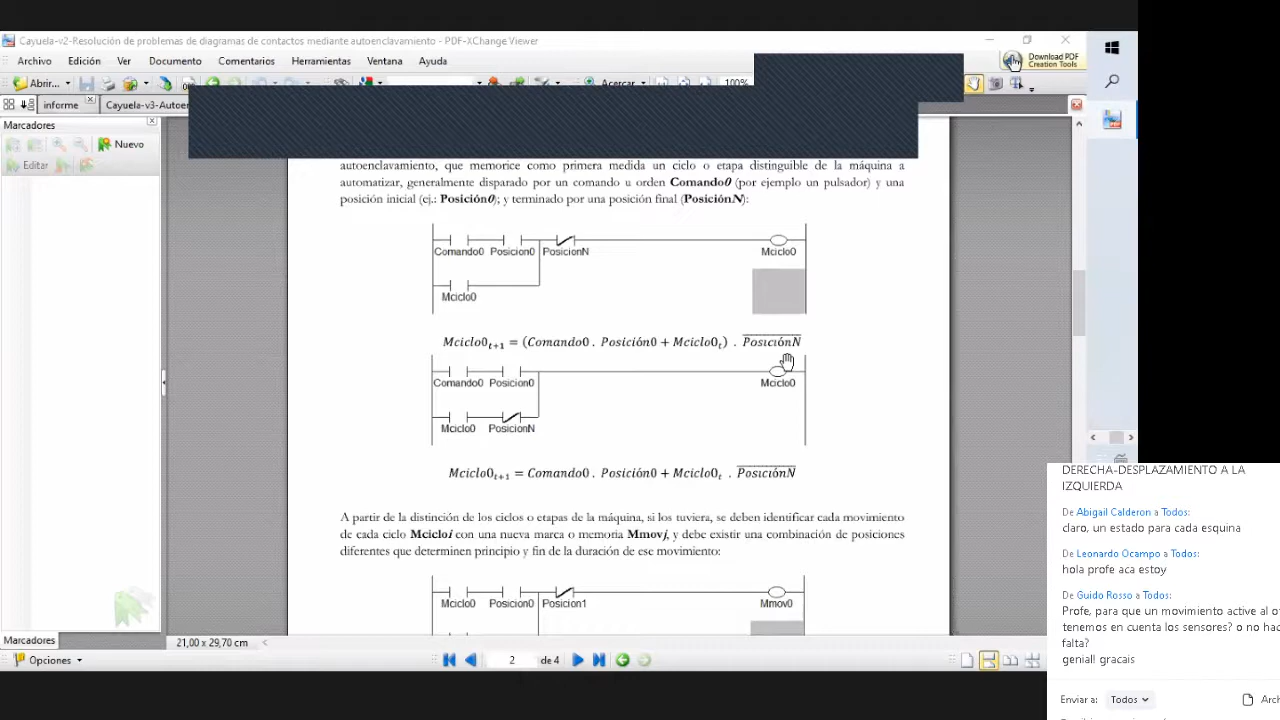 Cayuela-v2-Resolución de problemas de diagramas de contactos mediante autoenclavamiento - PDF-XChange Viewer
Archivo Edición Ver Documento Comentarios Herramientas Ventana Ayuda
Download PDF
Creation Tools
Abrir... Acercar 100%
informe Cayuela-v3-Autoen
Marcadores
Nuevo
Editar
autoenclavamiento, que memorice como primera medida un ciclo o etapa distinguible de la máquina a
automatizar, generalmente disparado por un comando u orden Comando0 (por ejemplo un pulsador) y una
posición inicial (ej.: Posición0); y terminado por una posición final (PosiciónN):
Comando0 Posicion0 PosicionN Mciclo0
Mciclo0
Mciclo0t+1 = (Comando0 . Posición0 + Mciclo0t) . PosiciónN
Comando0 Posicion0 Mciclo0
Mciclo0 PosicionN
Mciclo0t+1 = Comando0 . Posición0 + Mciclo0t . PosiciónN
A partir de la distinción de los ciclos o etapas de la máquina, si los tuviera, se deben identificar cada movimiento
de cada ciclo Mcicloi con una nueva marca o memoria Mmovj, y debe existir una combinación de posiciones
diferentes que determinen principio y fin de la duración de ese movimiento:
Mciclo0 Posicion0 Posicion1 Mmov0
Marcadores
21,00 x 29,70 cm
Opciones
2 de 4
DERECHA-DESPLAZAMIENTO A LA
IZQUIERDA
De Abigail Calderon a Todos:
claro, un estado para cada esquina
De Leonardo Ocampo a Todos:
hola profe aca estoy
De Guido Rosso a Todos:
Profe, para que un movimiento active al o
tenemos en cuenta los sensores? o no hac
falta?
genial! gracais
Enviar a: Todos Arch